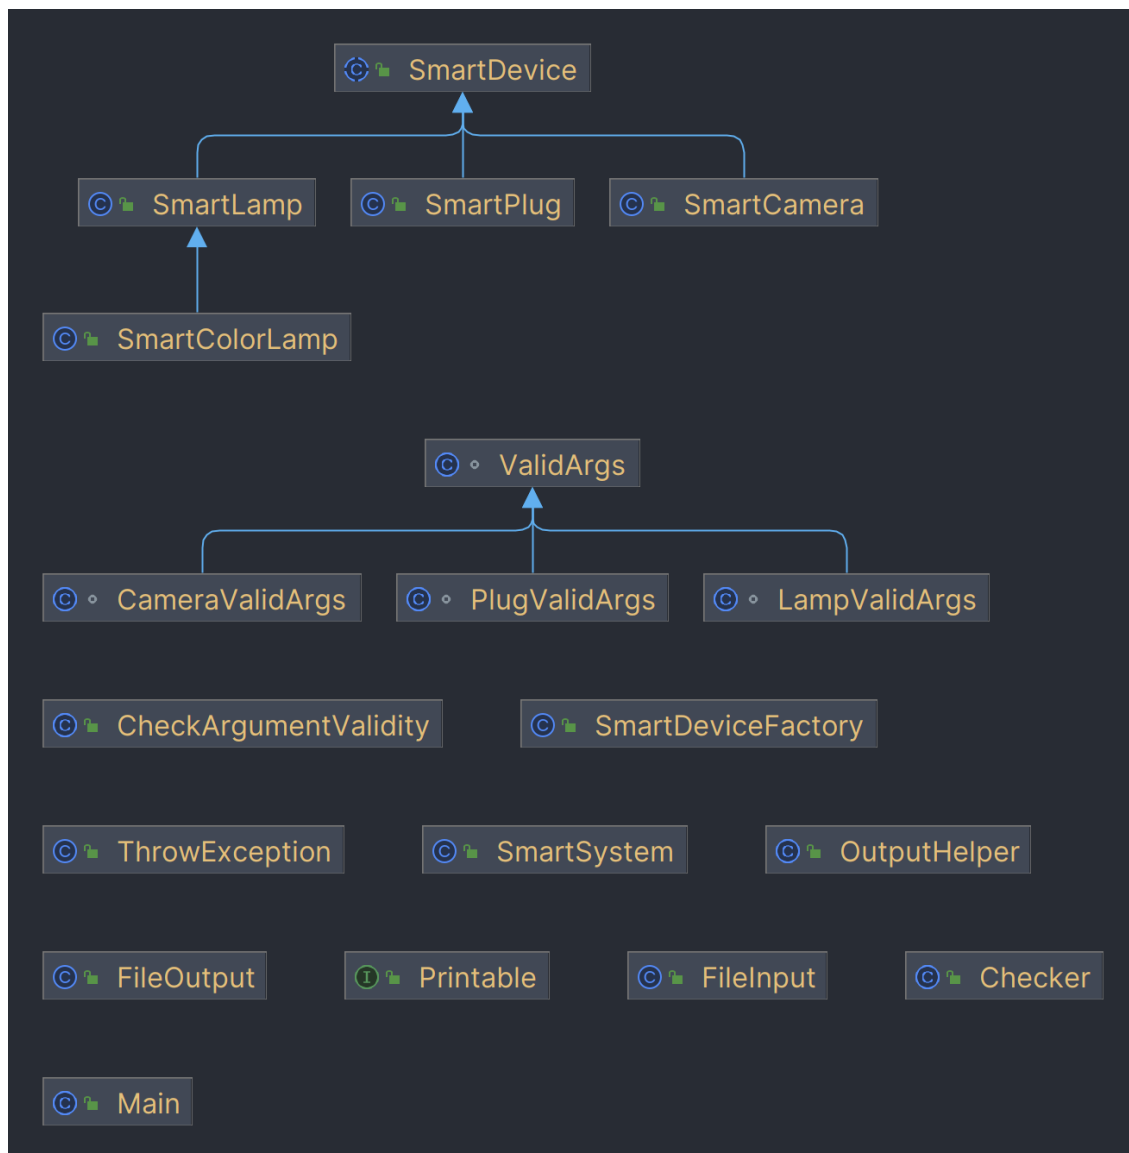 SmartDevice
SmartLamp SmartPlug SmartCamera
SmartColorLamp
ValidArgs
CameraValidArgs PlugValidArgs LampValidArgs
CheckArgumentValidity SmartDeviceFactory
ThrowException SmartSystem OutputHelper
FileOutput Printable FileInput Checker
Main